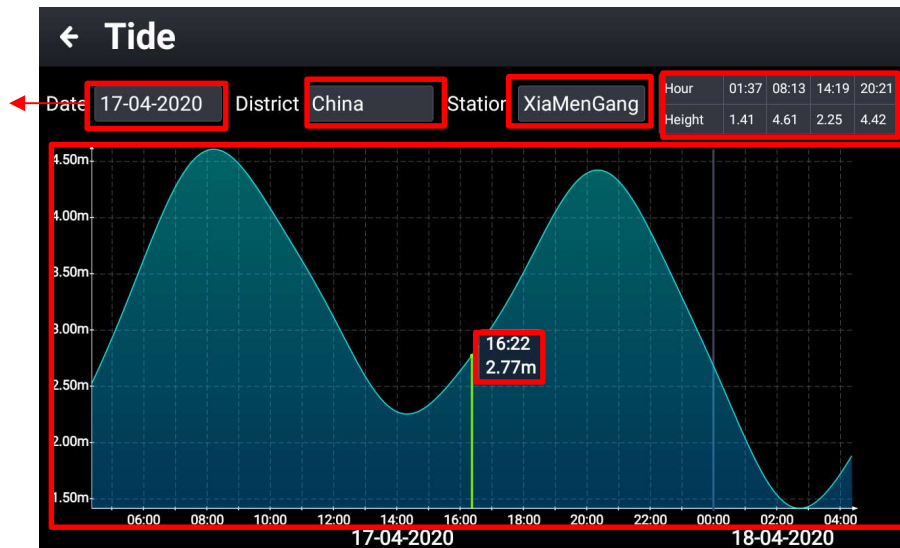 Tide
Date 17-04-2020 District China Station XiaMenGang
Hour 01:37 08:13 14:19 20:21
Height 1.41 4.61 2.25 4.42
4.50m
4.00m
3.50m
3.00m
16:22
2.77m
2.50m
2.00m
1.50m
06:00 08:00 10:00 12:00 14:00 16:00 18:00 20:00 22:00 00:00 02:00 04:00
17-04-2020 18-04-2020